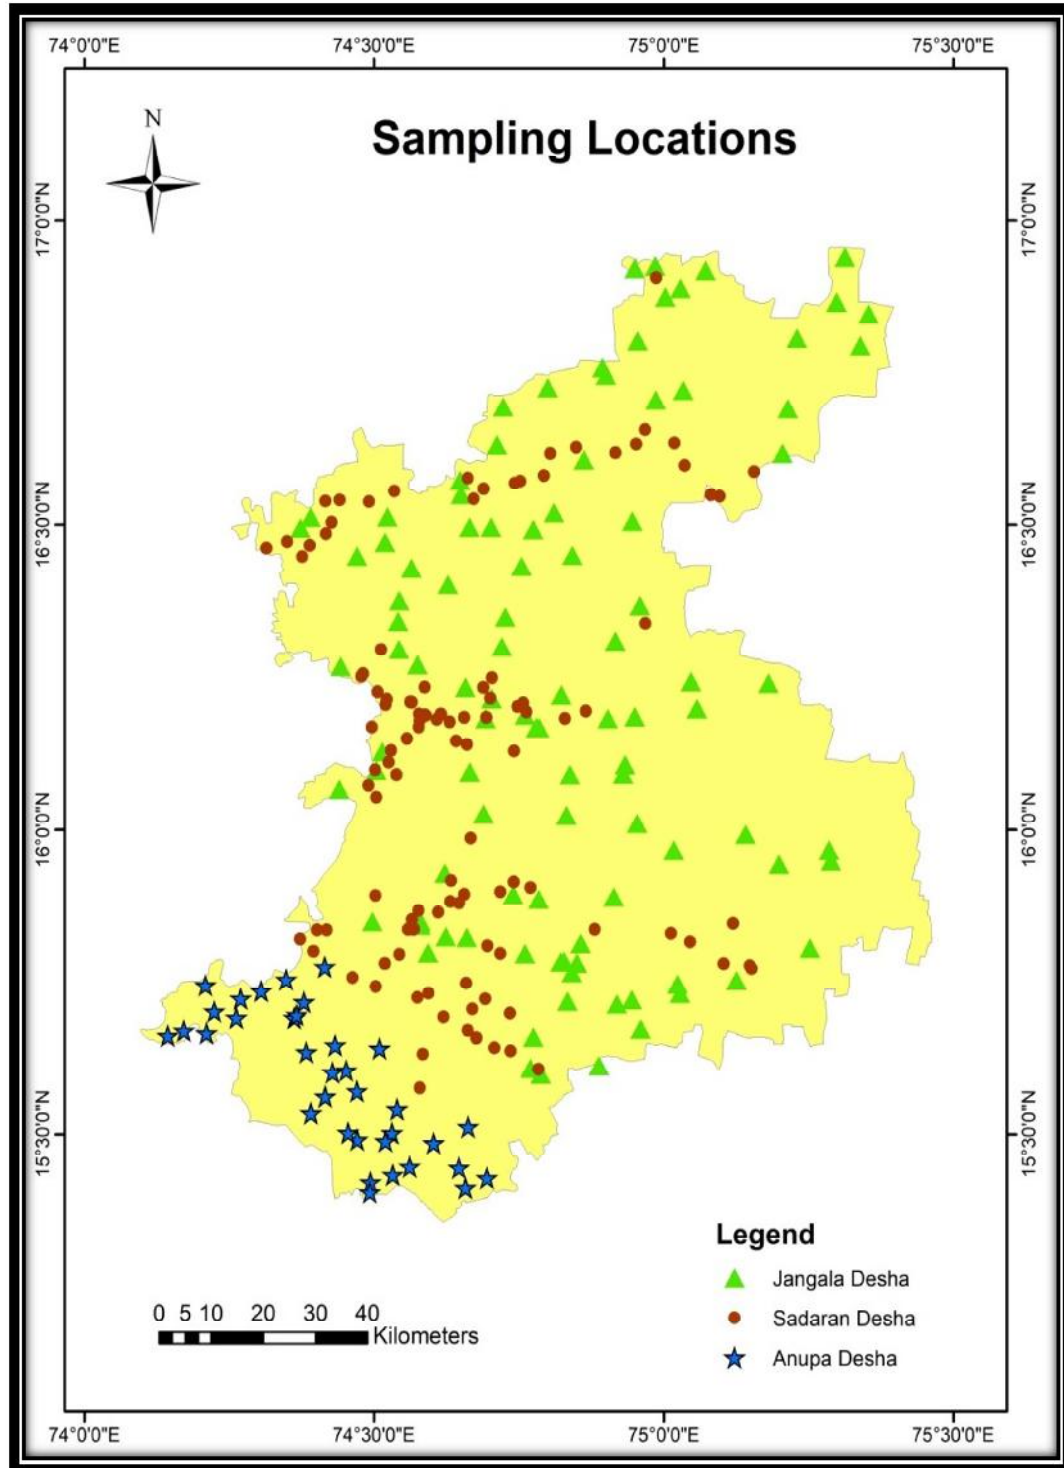 74°0'0"E 74°30'0"E 75°0'0"E 75°30'0"E
N
Sampling Locations
17°0'0"N 17°0'0"N
16°30'0"N 16°30'0"N
16°0'0"N 16°0'0"N
15°30'0"N 15°30'0"N
Legend
Jangala Desha
Sadaran Desha
Anupa Desha
0 5 10 20 30 40
Kilometers
74°0'0"E 74°30'0"E 75°0'0"E 75°30'0"E